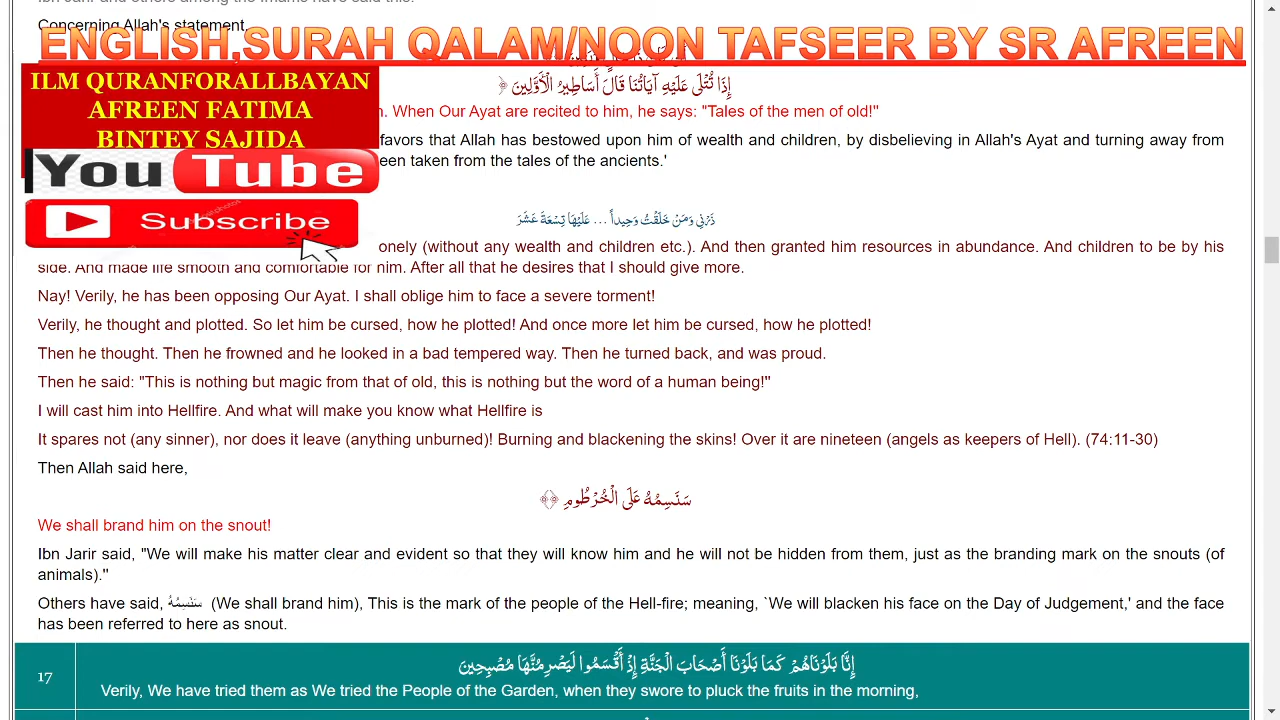 Ibn Jarir and others among the Imams have said this.
Concerning Allah's statement,
ENGLISH,SURAH QALAM/NOON TAFSEER BY SR AFREEN
ILM QURANFORALLBAYAN
AFREEN FATIMA
BINTEY SAJIDA
YouTube
Subscribe
إِذَا تُتْلَى عَلَيْهِ آيَاتُنَا قَالَ أَسَاطِيرُ الْأَوَّلِينَ
When Our Ayat are recited to him, he says: "Tales of the men of old!"
favors that Allah has bestowed upon him of wealth and children, by disbelieving in Allah's Ayat and turning away from
een taken from the tales of the ancients.'
ذَرْنِي وَمَنْ خَلَقْتُ وَحِيداً ... عَلَيْهَا تِسْعَةَ عَشَرَ
onely (without any wealth and children etc.). And then granted him resources in abundance. And children to be by his
side. And made life smooth and comfortable for him. After all that he desires that I should give more.
Nay! Verily, he has been opposing Our Ayat. I shall oblige him to face a severe torment!
Verily, he thought and plotted. So let him be cursed, how he plotted! And once more let him be cursed, how he plotted!
Then he thought. Then he frowned and he looked in a bad tempered way. Then he turned back, and was proud.
Then he said: "This is nothing but magic from that of old, this is nothing but the word of a human being!"
I will cast him into Hellfire. And what will make you know what Hellfire is
It spares not (any sinner), nor does it leave (anything unburned)! Burning and blackening the skins! Over it are nineteen (angels as keepers of Hell). (74:11-30)
Then Allah said here,
سَنَسِمُهُ عَلَى الْخُرْطُومِ
We shall brand him on the snout!
Ibn Jarir said, "We will make his matter clear and evident so that they will know him and he will not be hidden from them, just as the branding mark on the snouts (of
animals)."
Others have said, سَنَسِمُهُ (We shall brand him), This is the mark of the people of the Hell-fire; meaning, `We will blacken his face on the Day of Judgement,' and the face
has been referred to here as snout.
17
إِنَّا بَلَوْنَاهُمْ كَمَا بَلَوْنَا أَصْحَابَ الْجَنَّةِ إِذْ أَقْسَمُوا لَيَصْرِمُنَّهَا مُصْبِحِينَ
Verily, We have tried them as We tried the People of the Garden, when they swore to pluck the fruits in the morning,